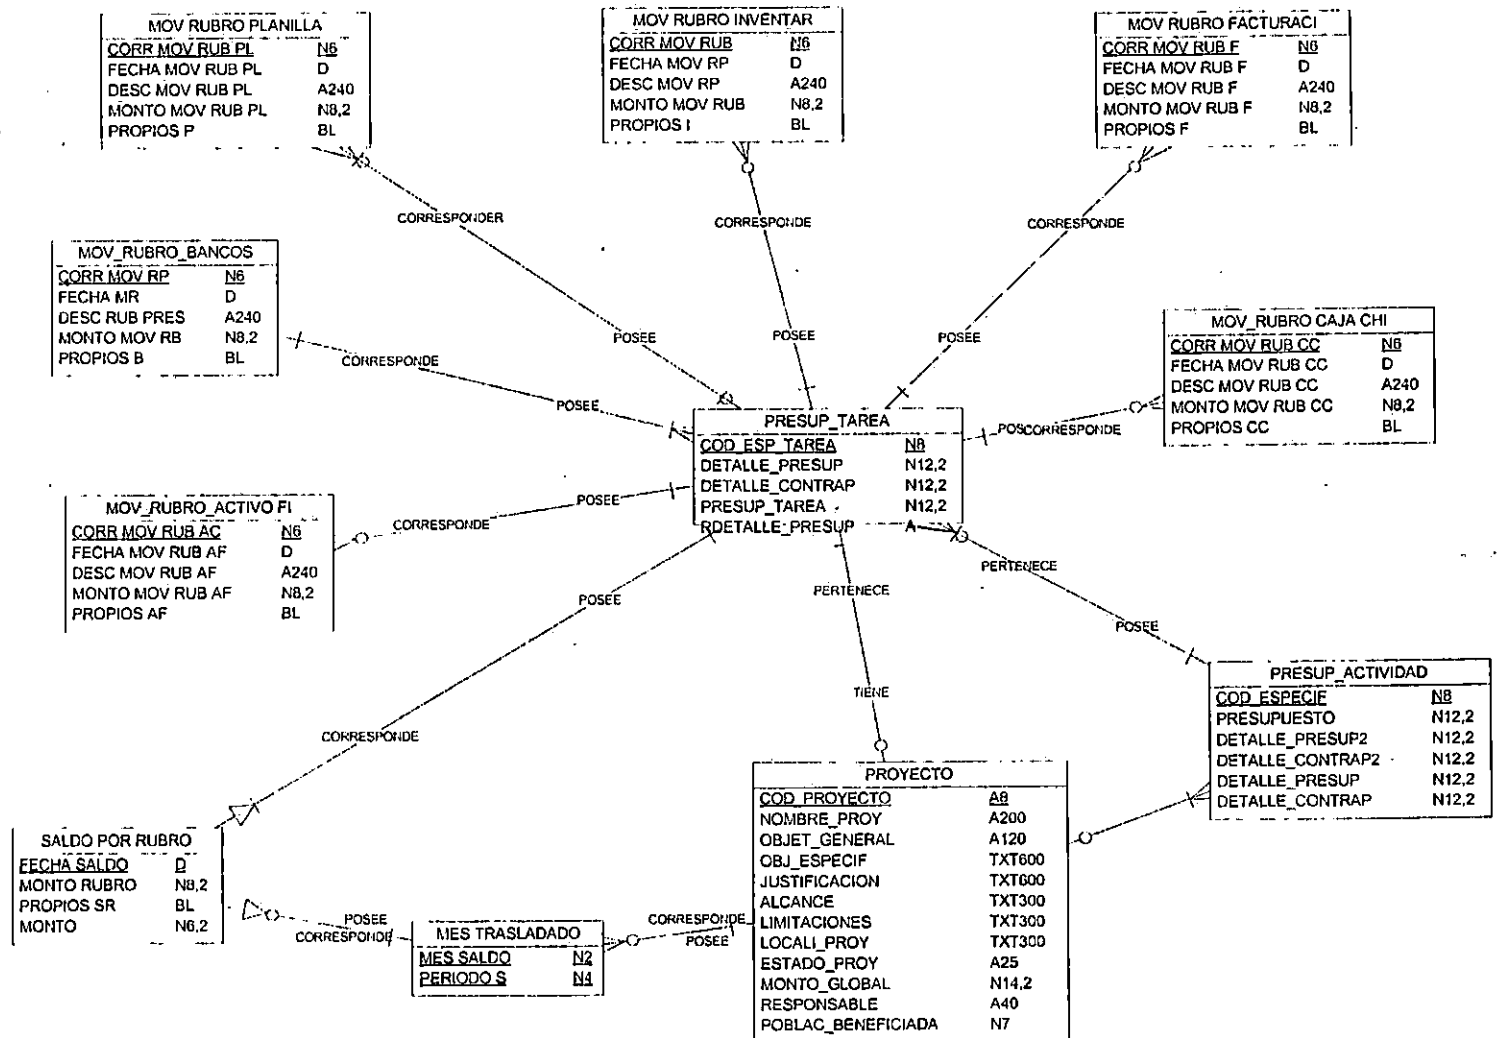 MOV RUBRO PLANILLA
CORR MOV RUB PL N6
FECHA MOV RUB PL D
DESC MOV RUB PL A240
MONTO MOV RUB PL N8,2
PROPIOS P BL
MOV RUBRO INVENTAR
CORR MOV RUB N6
FECHA MOV RP D
DESC MOV RP A240
MONTO MOV RUB N8,2
PROPIOS I BL
MOV RUBRO FACTURACI
CORR MOV RUB F N6
FECHA MOV RUB F D
DESC MOV RUB F A240
MONTO MOV RUB F N8,2
PROPIOS F BL
CORRESPONDER
CORRESPONDE
CORRESPONDE
MOV_RUBRO_BANCOS
CORR MOV RP N6
FECHA MR D
DESC RUB PRES A240
MONTO MOV RB N8,2
PROPIOS B BL
CORRESPONDE
POSEE
POSEE
POSEE
POSEE
MOV_RUBRO CAJA CHI
CORR MOV RUB CC N6
FECHA MOV RUB CC D
DESC MOV RUB CC A240
MONTO MOV RUB CC N8,2
PROPIOS CC BL
POSCORRESPONDE
PRESUP_TAREA
COD_ESP_TAREA N8
DETALLE_PRESUP N12,2
DETALLE_CONTRAP N12,2
PRESUP_TAREA N12,2
RDETALLE_PRESUP A
MOV_RUBRO_ACTIVO FI
CORR MOV RUB AC N6
FECHA MOV RUB AF D
DESC MOV RUB AF A240
MONTO MOV RUB AF N8,2
PROPIOS AF BL
CORRESPONDE
POSEE
POSEE
CORRESPONDE
PERTENECE
TIENE
PERTENECE
POSEE
PRESUP_ACTIVIDAD
COD_ESPECIF N8
PRESUPUESTO N12,2
DETALLE_PRESUP2 N12,2
DETALLE_CONTRAP2 N12,2
DETALLE_PRESUP N12,2
DETALLE_CONTRAP N12,2
PROYECTO
COD_PROYECTO A8
NOMBRE_PROY A200
OBJET_GENERAL A120
OBJ_ESPECIF TXT600
JUSTIFICACION TXT600
ALCANCE TXT300
LIMITACIONES TXT300
LOCALI_PROY TXT300
ESTADO_PROY A25
MONTO_GLOBAL N14,2
RESPONSABLE A40
POBLAC_BENEFICIADA N7
SALDO POR RUBRO
FECHA SALDO D
MONTO RUBRO N8,2
PROPIOS SR BL
MONTO N6,2
POSEE
CORRESPONDE
MES TRASLADADO
MES SALDO N2
PERIODO S N4
CORRESPONDE
POSEE